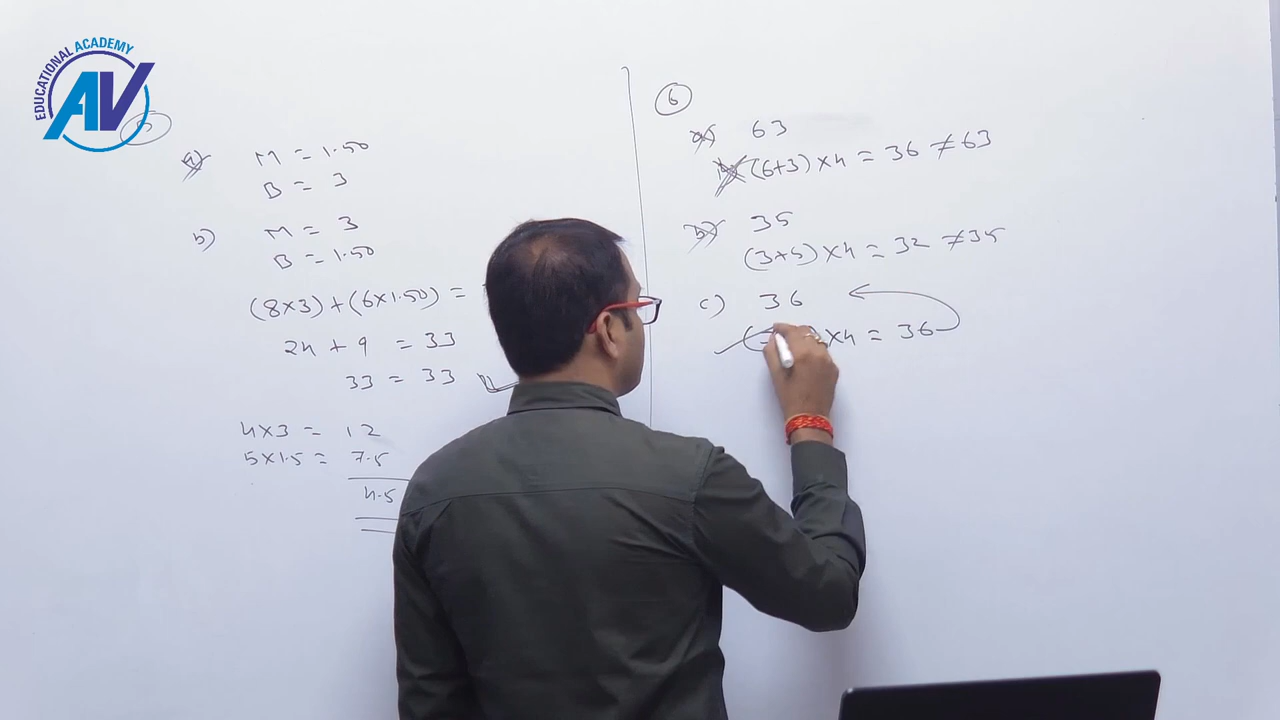 EDUCATIONAL ACADEMY
AV
5
a) M = 1.50
B = 3
b) M = 3
B = 1.50
(8×3) + (6×1.50) =
24 + 9 = 33
33 = 33
4×3 = 12
5×1.5 = 7.5
4.5
6
a) 63
(6+3) × 4 = 36 ≠ 63
b) 35
(3+5) × 4 = 32 ≠ 35
c) 36
× 4 = 36